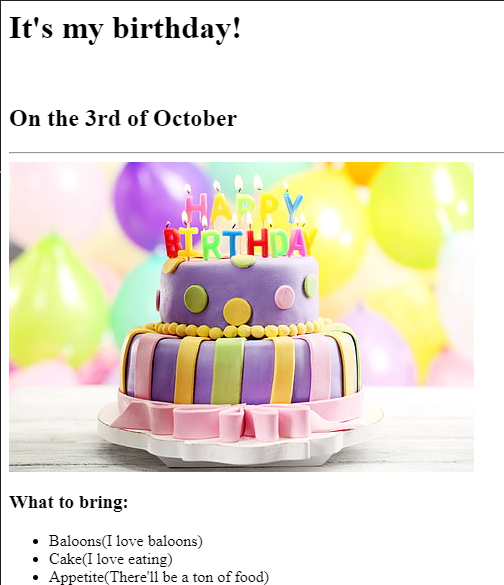 It's my birthday!
On the 3rd of October
HAPPY
BIRTHDAY
What to bring:
Baloons(I love baloons)
Cake(I love eating)
Appetite(There'll be a ton of food)